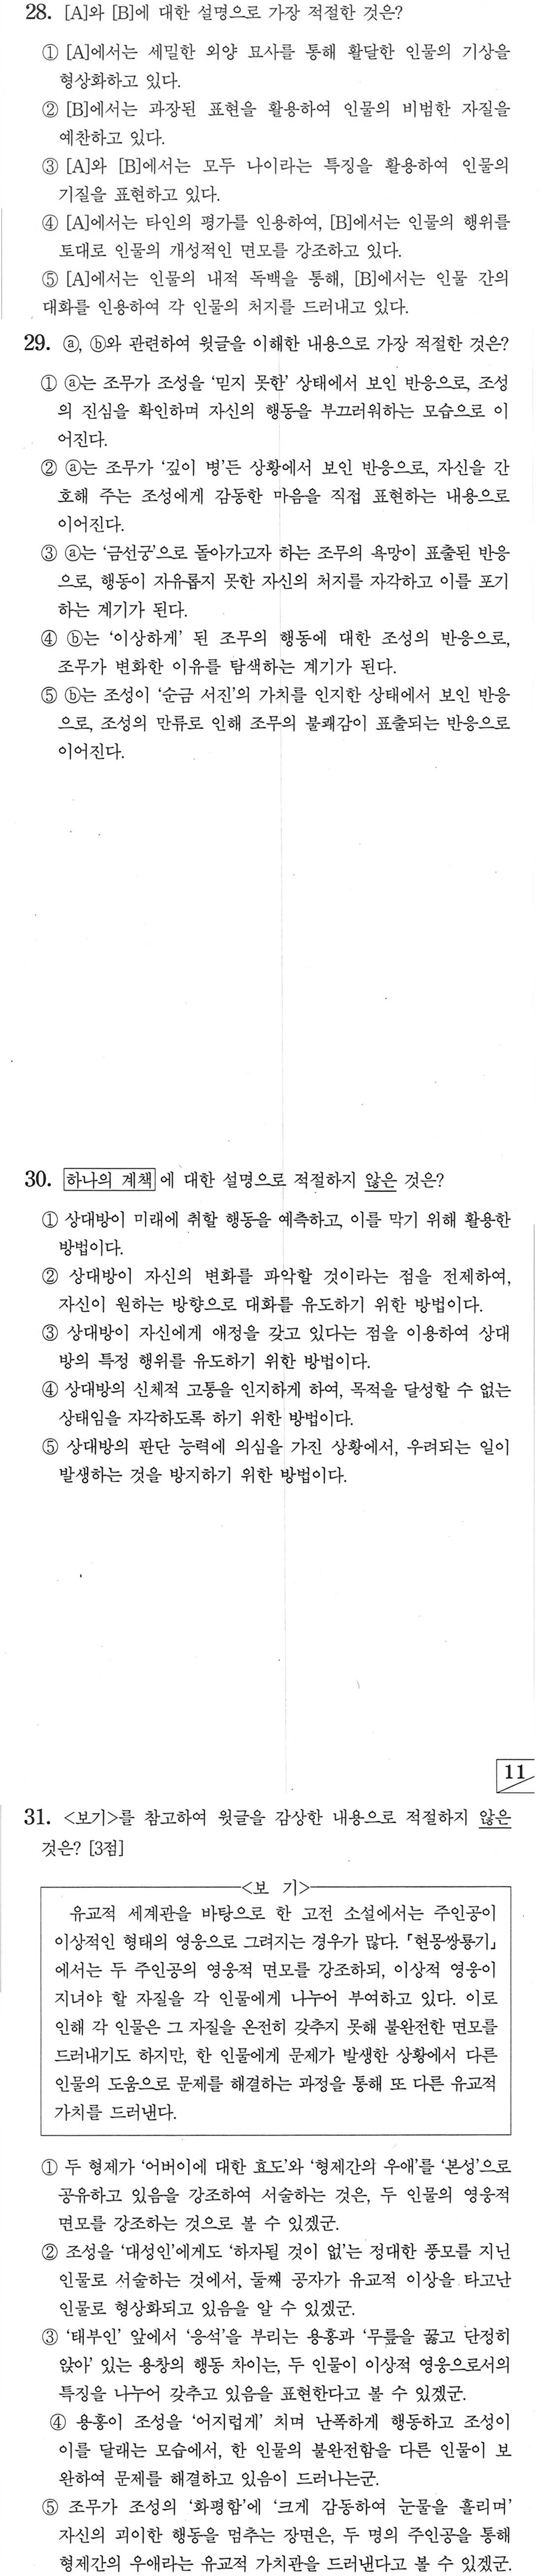 28. [A]와 [B]에 대한 설명으로 가장 적절한 것은?
① [A]에서는 세밀한 외양 묘사를 통해 활달한 인물의 기상을
형상화하고 있다.
② [B]에서는 과장된 표현을 활용하여 인물의 비범한 자질을
예찬하고 있다.
③ [A]와 [B]에서는 모두 나이라는 특징을 활용하여 인물의
기질을 표현하고 있다.
④ [A]에서는 타인의 평가를 인용하여, [B]에서는 인물의 행위를
토대로 인물의 개성적인 면모를 강조하고 있다.
⑤ [A]에서는 인물의 내적 독백을 통해, [B]에서는 인물 간의
대화를 인용하여 각 인물의 처지를 드러내고 있다.
29. ⓐ, ⓑ와 관련하여 윗글을 이해한 내용으로 가장 적절한 것은?
① ⓐ는 조무가 조성을 ‘믿지 못한’ 상태에서 보인 반응으로, 조성
의 진심을 확인하며 자신의 행동을 부끄러워하는 모습으로 이
어진다.
② ⓐ는 조무가 ‘깊이 병’든 상황에서 보인 반응으로, 자신을 간
호해 주는 조성에게 감동한 마음을 직접 표현하는 내용으로
이어진다.
③ ⓐ는 ‘금선궁’으로 돌아가고자 하는 조무의 욕망이 표출된 반응
으로, 행동이 자유롭지 못한 자신의 처지를 자각하고 이를 포기
하는 계기가 된다.
④ ⓑ는 ‘이상하게’ 된 조무의 행동에 대한 조성의 반응으로,
조무가 변화한 이유를 탐색하는 계기가 된다.
⑤ ⓑ는 조성이 ‘순금 서진’의 가치를 인지한 상태에서 보인 반응
으로, 조성의 만류로 인해 조무의 불쾌감이 표출되는 반응으로
이어진다.
30. 하나의 계책에 대한 설명으로 적절하지 않은 것은?
① 상대방이 미래에 취할 행동을 예측하고, 이를 막기 위해 활용한
방법이다.
② 상대방이 자신의 변화를 파악할 것이라는 점을 전제하여,
자신이 원하는 방향으로 대화를 유도하기 위한 방법이다.
③ 상대방이 자신에게 애정을 갖고 있다는 점을 이용하여 상대
방의 특정 행위를 유도하기 위한 방법이다.
④ 상대방의 신체적 고통을 인지하게 하여, 목적을 달성할 수 없는
상태임을 자각하도록 하기 위한 방법이다.
⑤ 상대방의 판단 능력에 의심을 가진 상황에서, 우려되는 일이
발생하는 것을 방지하기 위한 방법이다.
11
31. <보기>를 참고하여 윗글을 감상한 내용으로 적절하지 않은
것은? [3점]
<보 기>
유교적 세계관을 바탕으로 한 고전 소설에서는 주인공이
이상적인 형태의 영웅으로 그려지는 경우가 많다. 「현몽쌍룡기」
에서는 두 주인공의 영웅적 면모를 강조하되, 이상적 영웅이
지녀야 할 자질을 각 인물에게 나누어 부여하고 있다. 이로
인해 각 인물은 그 자질을 온전히 갖추지 못해 불완전한 면모를
드러내기도 하지만, 한 인물에게 문제가 발생한 상황에서 다른
인물의 도움으로 문제를 해결하는 과정을 통해 또 다른 유교적
가치를 드러낸다.
① 두 형제가 ‘어버이에 대한 효도’와 ‘형제간의 우애’를 ‘본성’으로
공유하고 있음을 강조하여 서술하는 것은, 두 인물의 영웅적
면모를 강조하는 것으로 볼 수 있겠군.
② 조성을 ‘대성인’에게도 ‘하자될 것이 없’는 정대한 풍모를 지닌
인물로 서술하는 것에서, 둘째 공자가 유교적 이상을 타고난
인물로 형상화되고 있음을 알 수 있겠군.
③ ‘태부인’ 앞에서 ‘응석’을 부리는 용홍과 ‘무릎을 꿇고 단정히
앉아’ 있는 용창의 행동 차이는, 두 인물이 이상적 영웅으로서의
특징을 나누어 갖추고 있음을 표현한다고 볼 수 있겠군.
④ 용홍이 조성을 ‘어지럽게’ 치며 난폭하게 행동하고 조성이
이를 달래는 모습에서, 한 인물의 불완전함을 다른 인물이 보
완하여 문제를 해결하고 있음이 드러나는군.
⑤ 조무가 조성의 ‘화평함’에 ‘크게 감동하여 눈물을 흘리며’
자신의 괴이한 행동을 멈추는 장면은, 두 명의 주인공을 통해
형제간의 우애라는 유교적 가치관을 드러낸다고 볼 수 있겠군.